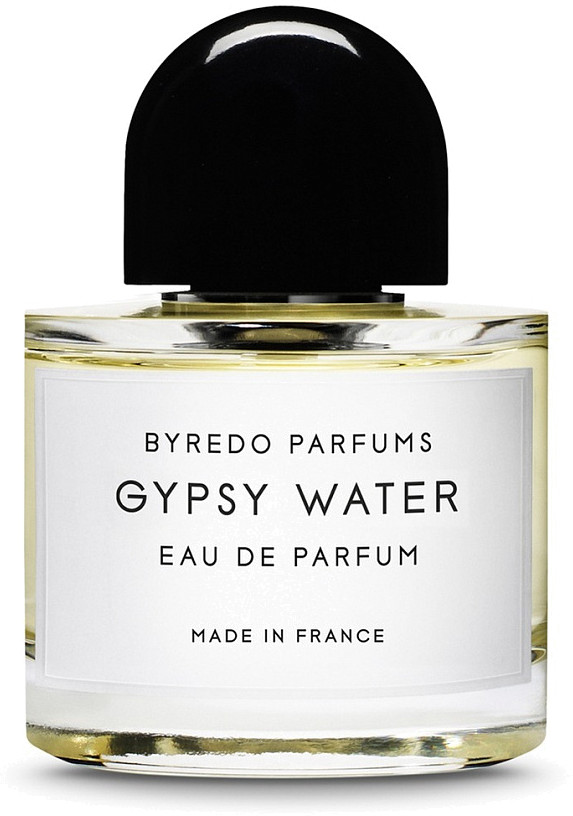 BYREDO PARFUMS
GYPSY WATER
EAU DE PARFUM
MADE IN FRANCE